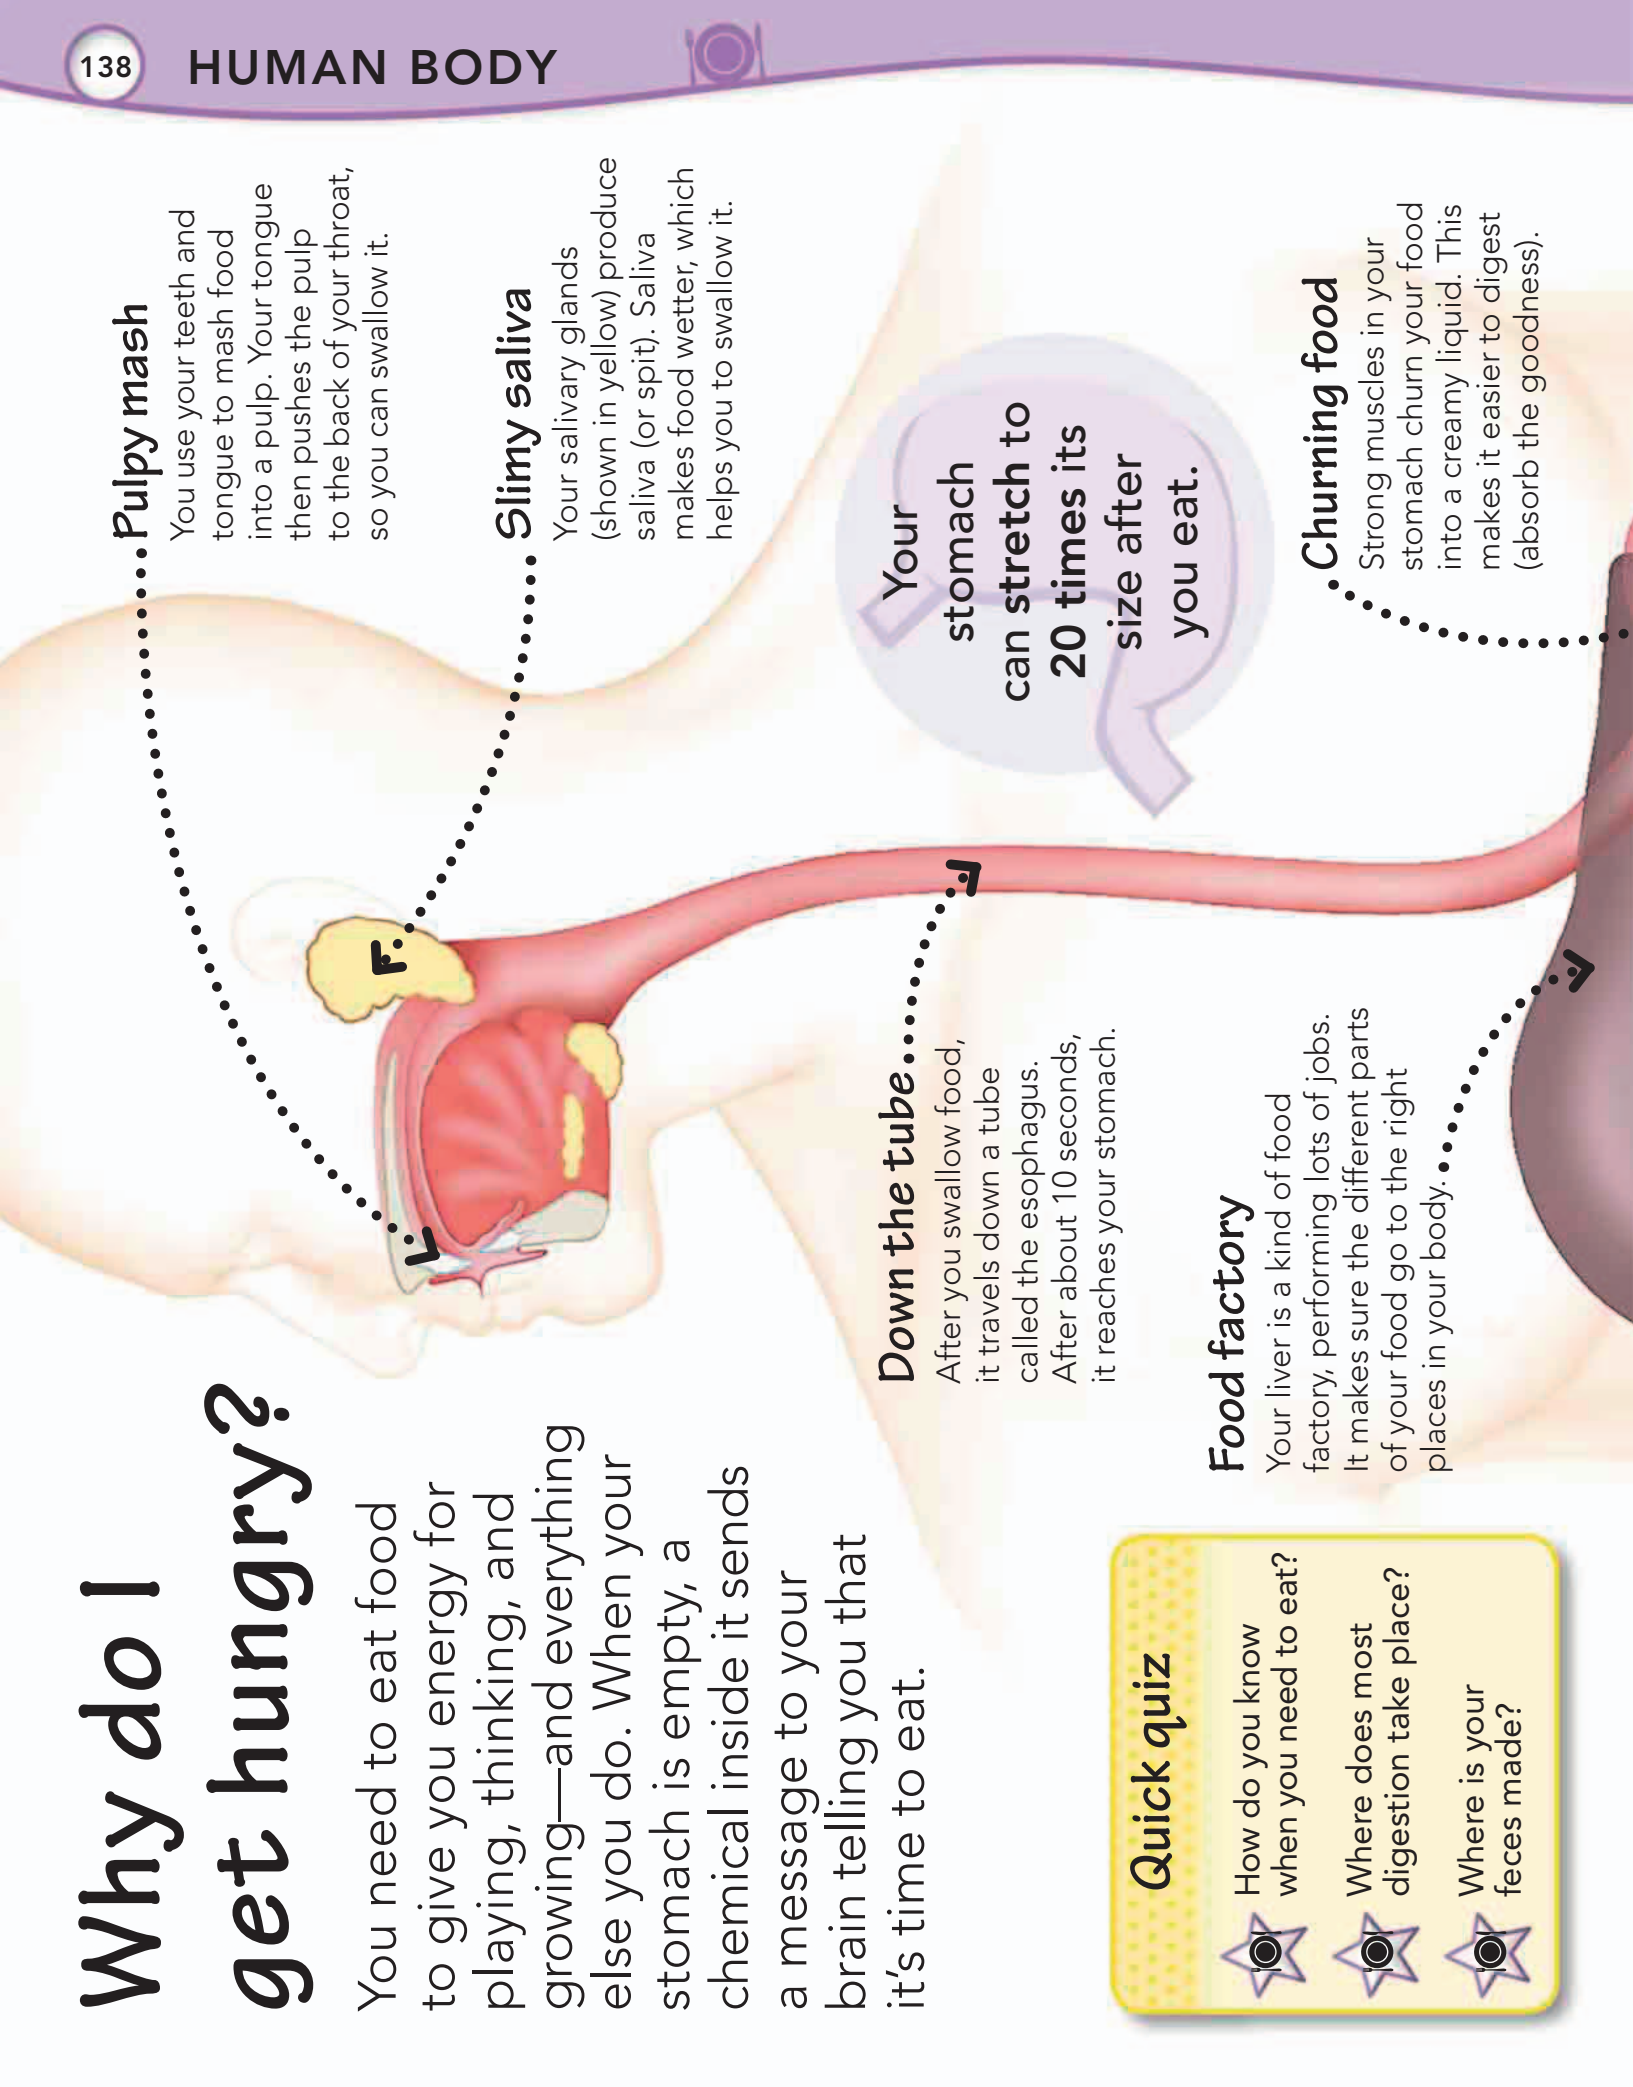 138
HUMAN BODY
Why do I
get hungry?
You need to eat food
to give you energy for
playing, thinking, and
growing—and everything
else you do. When your
stomach is empty, a
chemical inside it sends
a message to your
brain telling you that
it's time to eat.
Pulpy mash
You use your teeth and
tongue to mash food
into a pulp. Your tongue
then pushes the pulp
to the back of your throat,
so you can swallow it.
Slimy saliva
Your salivary glands
(shown in yellow) produce
saliva (or spit). Saliva
makes food wetter, which
helps you to swallow it.
Down the tube
After you swallow food,
it travels down a tube
called the esophagus.
After about 10 seconds,
it reaches your stomach.
Your
stomach
can stretch to
20 times its
size after
you eat.
Churning food
Strong muscles in your
stomach churn your food
into a creamy liquid. This
makes it easier to digest
(absorb the goodness).
Food factory
Your liver is a kind of food
factory, performing lots of jobs.
It makes sure the different parts
of your food go to the right
places in your body.
Quick quiz
How do you know
when you need to eat?
Where does most
digestion take place?
Where is your
feces made?